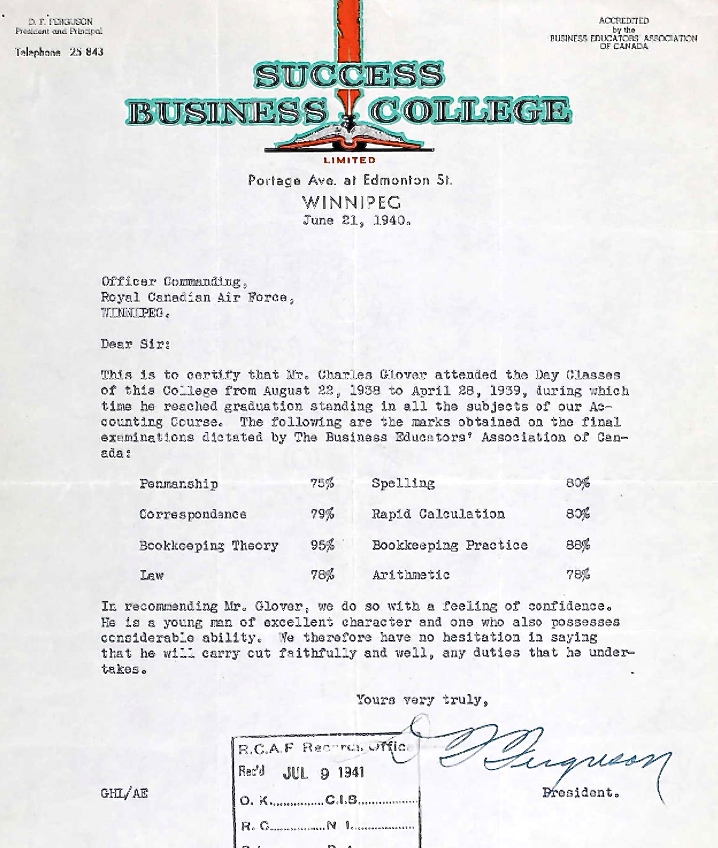 D. F. FERGUSON
President and Principal
Telephone 25 843
ACCREDITED
by the
BUSINESS EDUCATORS' ASSOCIATION
OF CANADA
SUCCESS
BUSINESS COLLEGE
LIMITED
Portage Ave. at Edmonton St.
WINNIPEG
June 21, 1940.
Officer Commanding,
Royal Canadian Air Force,
WINNIPEG.
Dear Sir:
This is to certify that Mr. Charles Glover attended the Day Classes
of this College from August 22, 1938 to April 28, 1939, during which
time he reached graduation standing in all the subjects of our Ac-
counting Course. The following are the marks obtained on the final
examinations dictated by The Business Educators' Association of Can-
ada:
Penmanship 75% Spelling 80%
Correspondence 79% Rapid Calculation 80%
Bookkeeping Theory 95% Bookkeeping Practice 88%
Law 78% Arithmetic 78%
In recommending Mr. Glover, we do so with a feeling of confidence.
He is a young man of excellent character and one who also possesses
considerable ability. We therefore have no hesitation in saying
that he will carry out faithfully and well, any duties that he under-
takes.
Yours very truly,
D F Ferguson
President.
GHL/AE
R.C.A.F Records Office
Rec'd JUL 9 1941
O. K.............C.I.B..............
R. C.............N I...............